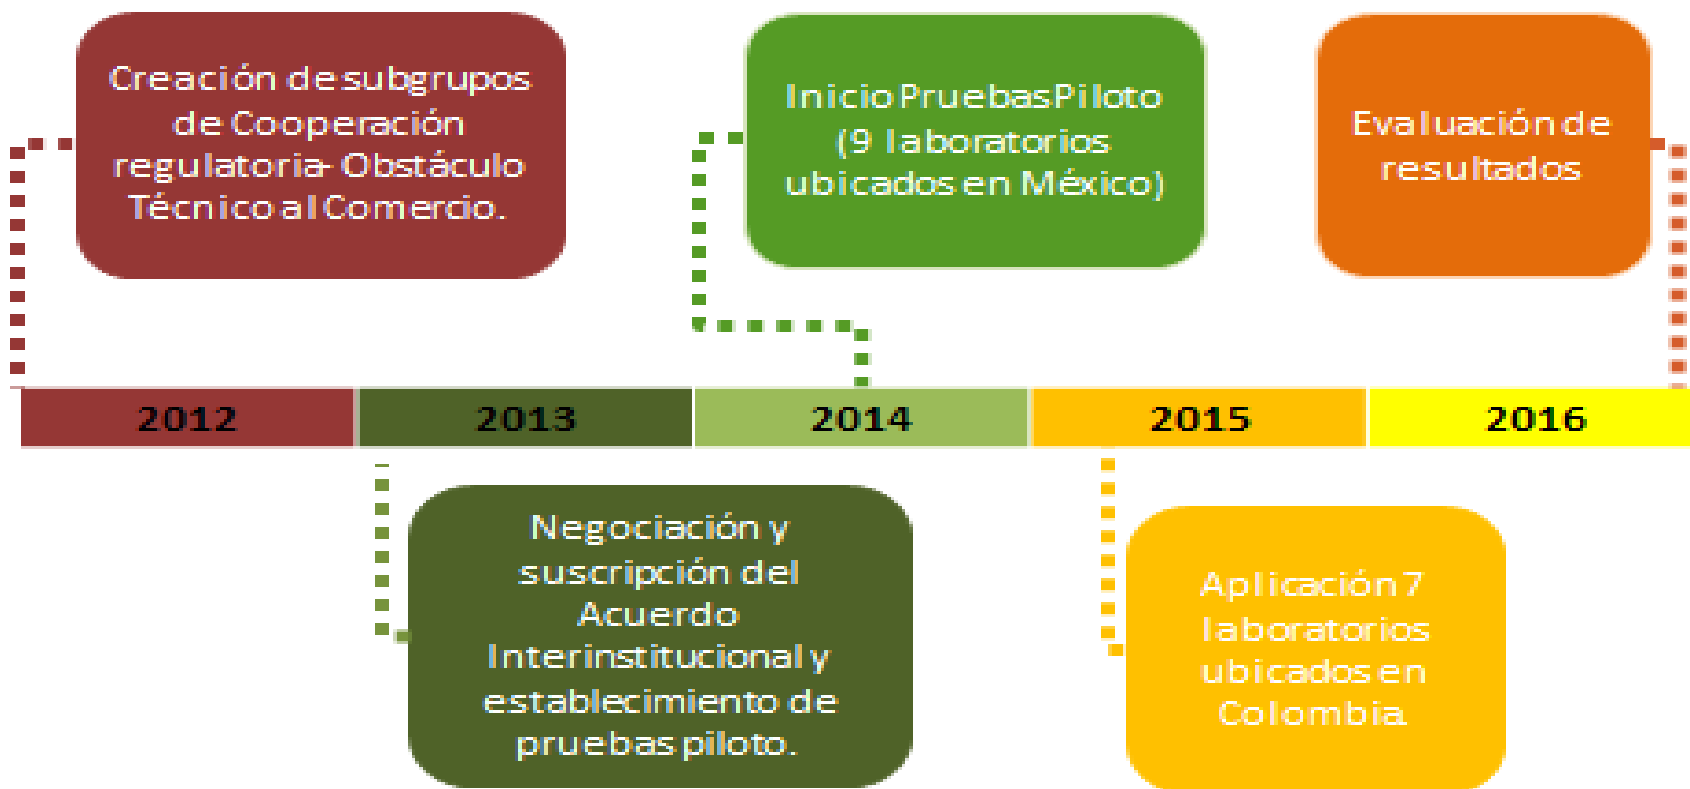 Creación de subgrupos
de Cooperación
regulatoria- Obstáculo
Técnico al Comercio.
Inicio Pruebas Piloto
(9 laboratorios
ubicados en México)
Evaluación de
resultados
2012
2013
2014
2015
2016
Negociación y
suscripción del
Acuerdo
Interinstitucional y
establecimiento de
pruebas piloto.
Aplicación 7
laboratorios
ubicados en
Colombia.